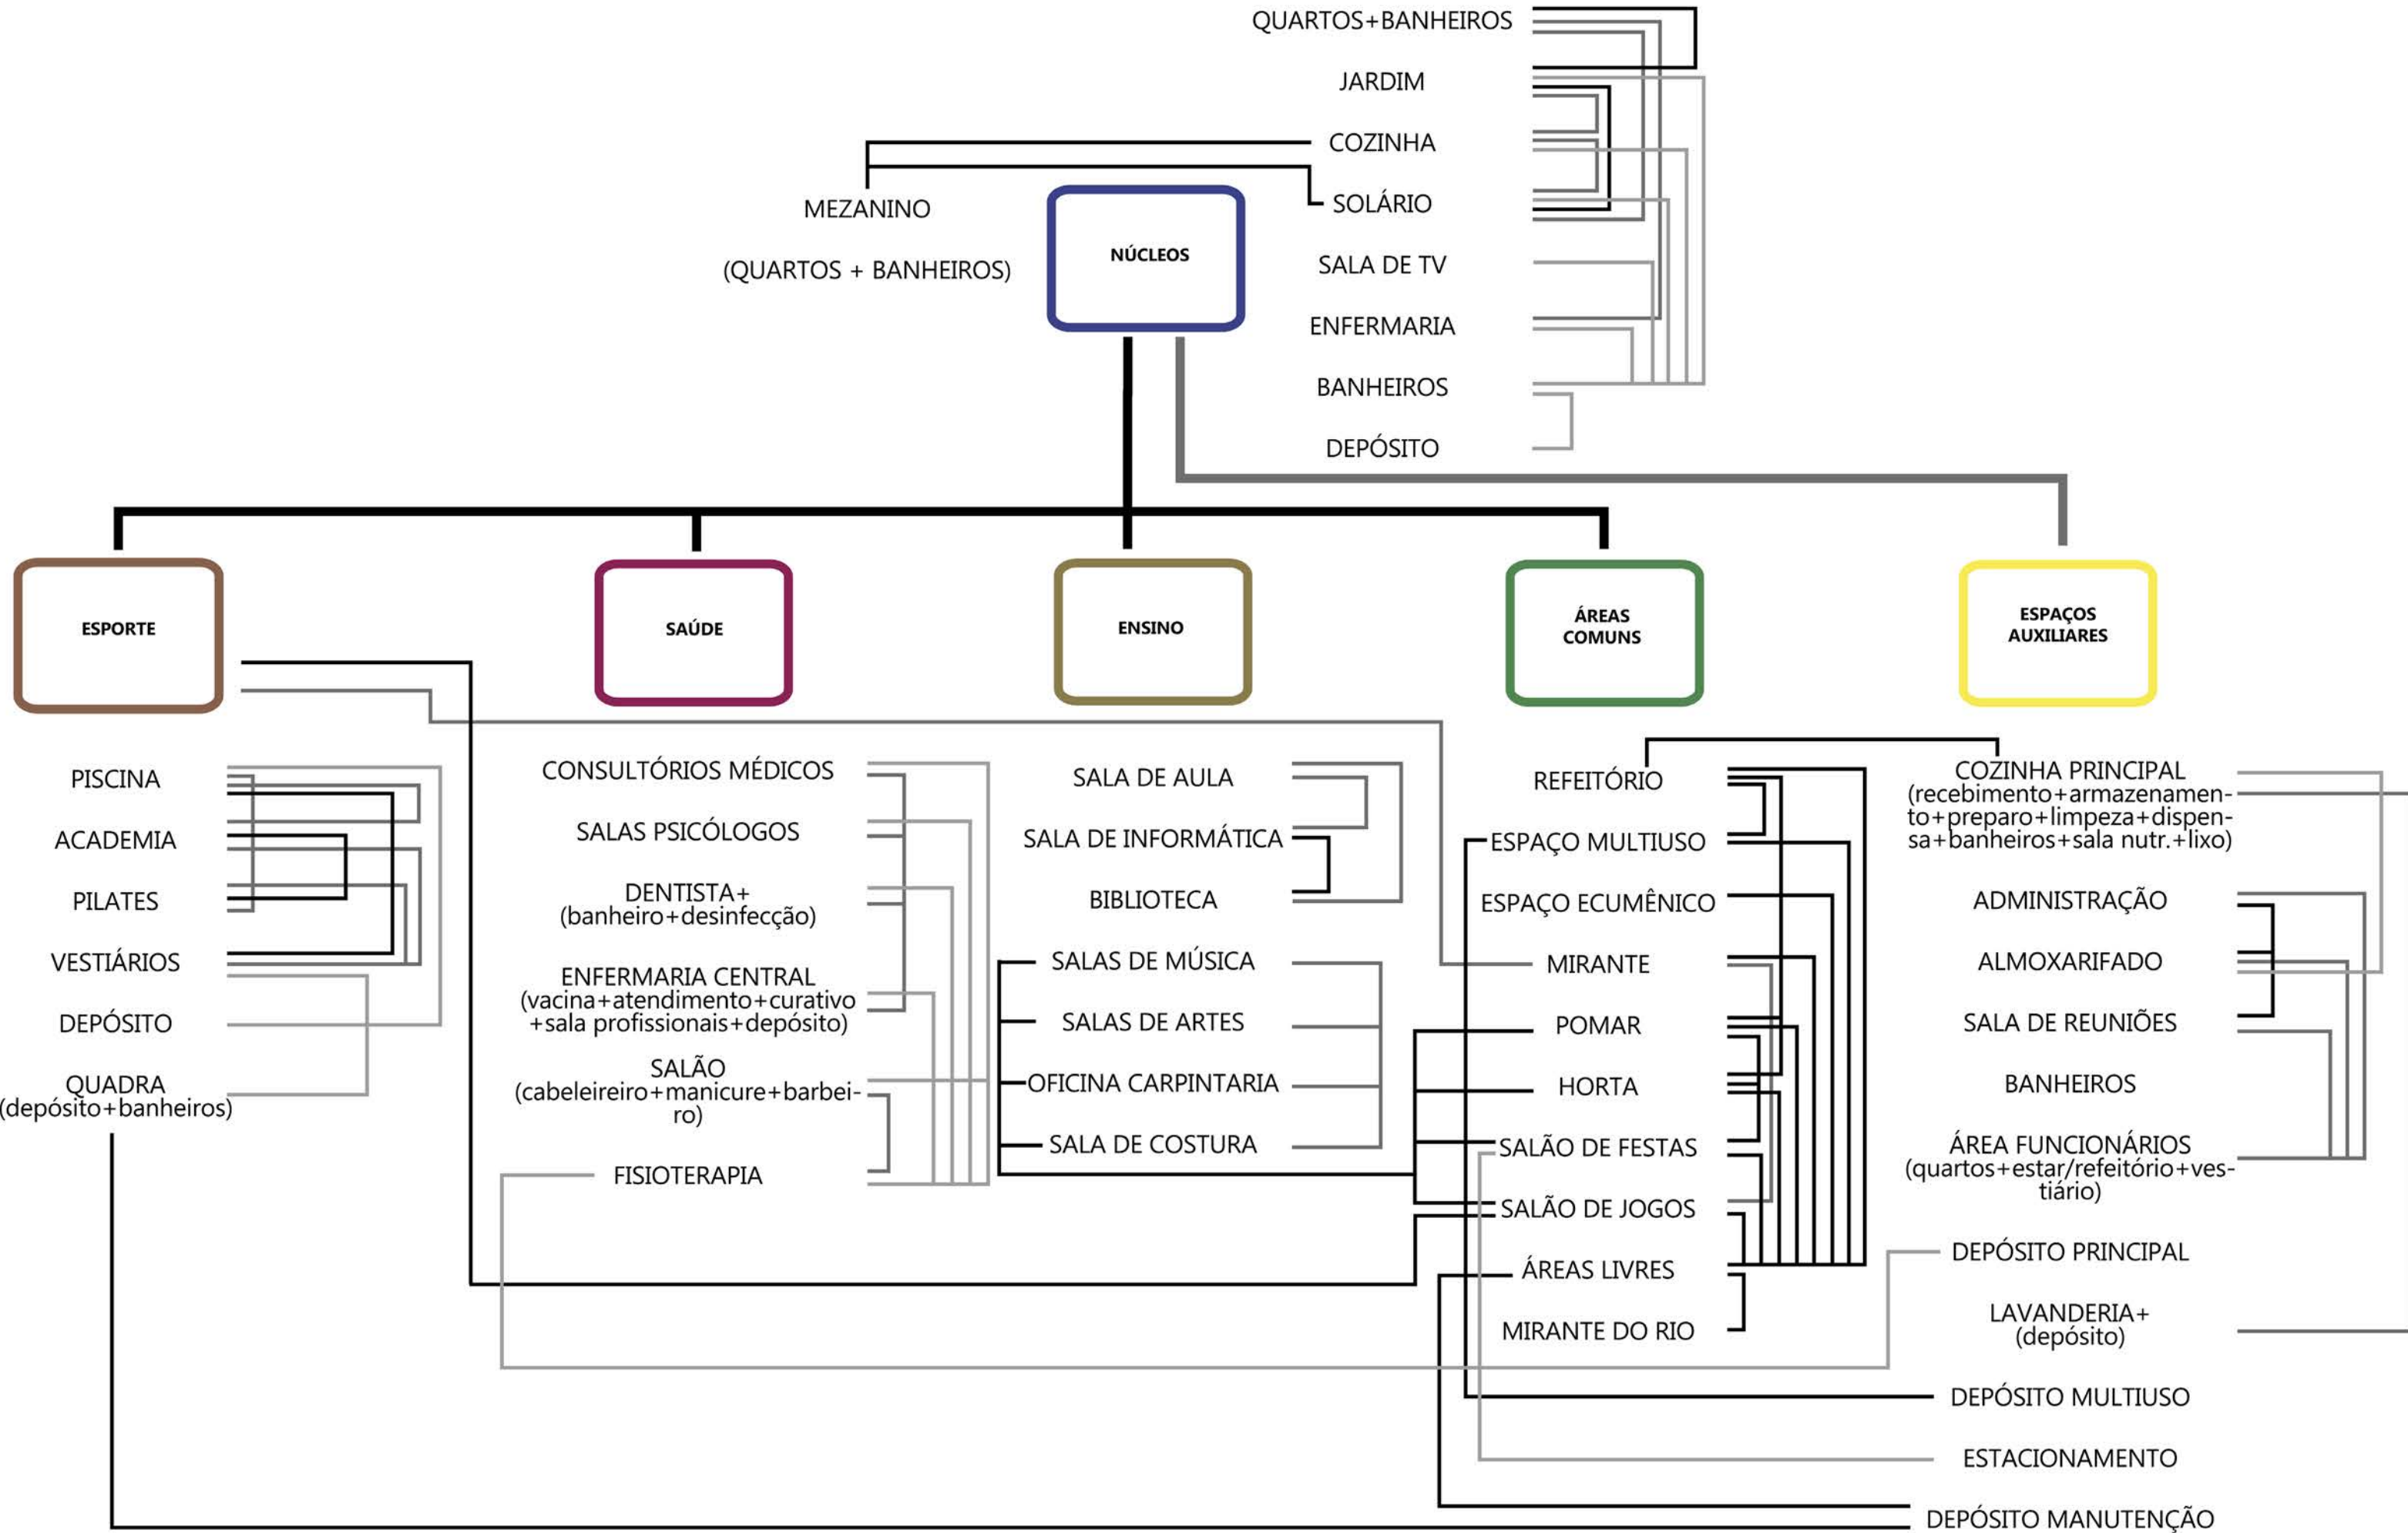 QUARTOS+BANHEIROS
JARDIM
COZINHA
SOLÁRIO
SALA DE TV
ENFERMARIA
BANHEIROS
DEPÓSITO
MEZANINO
(QUARTOS + BANHEIROS)
NÚCLEOS
ESPORTE
SAÚDE
ENSINO
ÁREAS
COMUNS
ESPAÇOS
AUXILIARES
PISCINA
ACADEMIA
PILATES
VESTIÁRIOS
DEPÓSITO
QUADRA
(depósito+banheiros)
CONSULTÓRIOS MÉDICOS
SALAS PSICÓLOGOS
DENTISTA+
(banheiro+desinfecção)
ENFERMARIA CENTRAL
(vacina+atendimento+curativo
+sala profissionais+depósito)
SALÃO
(cabeleireiro+manicure+barbei-
ro)
FISIOTERAPIA
SALA DE AULA
SALA DE INFORMÁTICA
BIBLIOTECA
SALAS DE MÚSICA
SALAS DE ARTES
OFICINA CARPINTARIA
SALA DE COSTURA
REFEITÓRIO
ESPAÇO MULTIUSO
ESPAÇO ECUMÊNICO
MIRANTE
POMAR
HORTA
SALÃO DE FESTAS
SALÃO DE JOGOS
ÁREAS LIVRES
MIRANTE DO RIO
COZINHA PRINCIPAL
(recebimento+armazenamen-
to+preparo+limpeza+dispen-
sa+banheiros+sala nutr.+lixo)
ADMINISTRAÇÃO
ALMOXARIFADO
SALA DE REUNIÕES
BANHEIROS
ÁREA FUNCIONÁRIOS
(quartos+estar/refeitório+ves-
tiário)
DEPÓSITO PRINCIPAL
LAVANDERIA+
(depósito)
DEPÓSITO MULTIUSO
ESTACIONAMENTO
DEPÓSITO MANUTENÇÃO